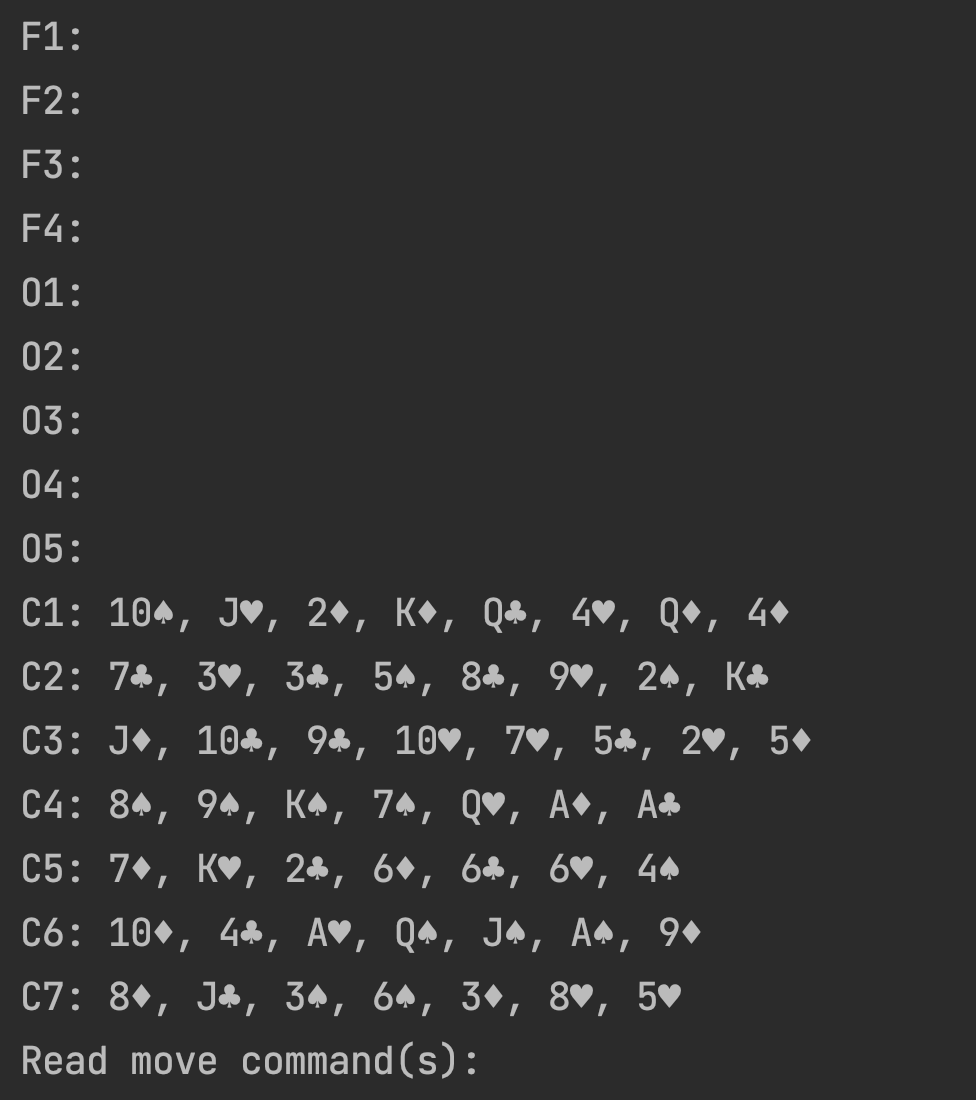 F1:
F2:
F3:
F4:
O1:
O2:
O3:
O4:
O5:
C1: 10♠, J♥, 2♦, K♦, Q♣, 4♥, Q♦, 4♦
C2: 7♣, 3♥, 3♣, 5♠, 8♣, 9♥, 2♠, K♣
C3: J♦, 10♣, 9♣, 10♥, 7♥, 5♣, 2♥, 5♦
C4: 8♠, 9♠, K♠, 7♠, Q♥, A♦, A♣
C5: 7♦, K♥, 2♣, 6♦, 6♣, 6♥, 4♠
C6: 10♦, 4♣, A♥, Q♠, J♠, A♠, 9♦
C7: 8♦, J♣, 3♠, 6♠, 3♦, 8♥, 5♥
Read move command(s):